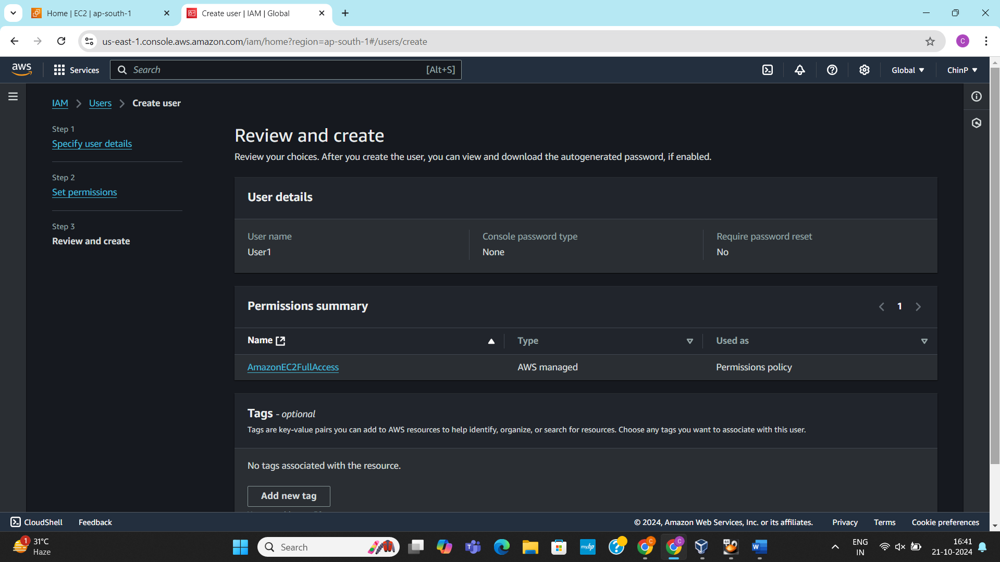 Home | EC2 | ap-south-1
Create user | IAM | Global
us-east-1.console.aws.amazon.com/iam/home?region=ap-south-1#/users/create
C
aws
Services
Search
[Alt+S]
Global
ChinP
IAM
Users
Create user
Step 1
Specify user details
Step 2
Set permissions
Step 3
Review and create
Review and create
Review your choices. After you create the user, you can view and download the autogenerated password, if enabled.
User details
User name
User1
Console password type
None
Require password reset
No
Permissions summary
1
Name
Type
Used as
AmazonEC2FullAccess
AWS managed
Permissions policy
Tags - optional
Tags are key-value pairs you can add to AWS resources to help identify, organize, or search for resources. Choose any tags you want to associate with this user.
No tags associated with the resource.
Add new tag
CloudShell
Feedback
© 2024, Amazon Web Services, Inc. or its affiliates.
Privacy
Terms
Cookie preferences
1
31°C
Haze
Search
myhp
C
C
64
W
ENG
IN
16:41
21-10-2024